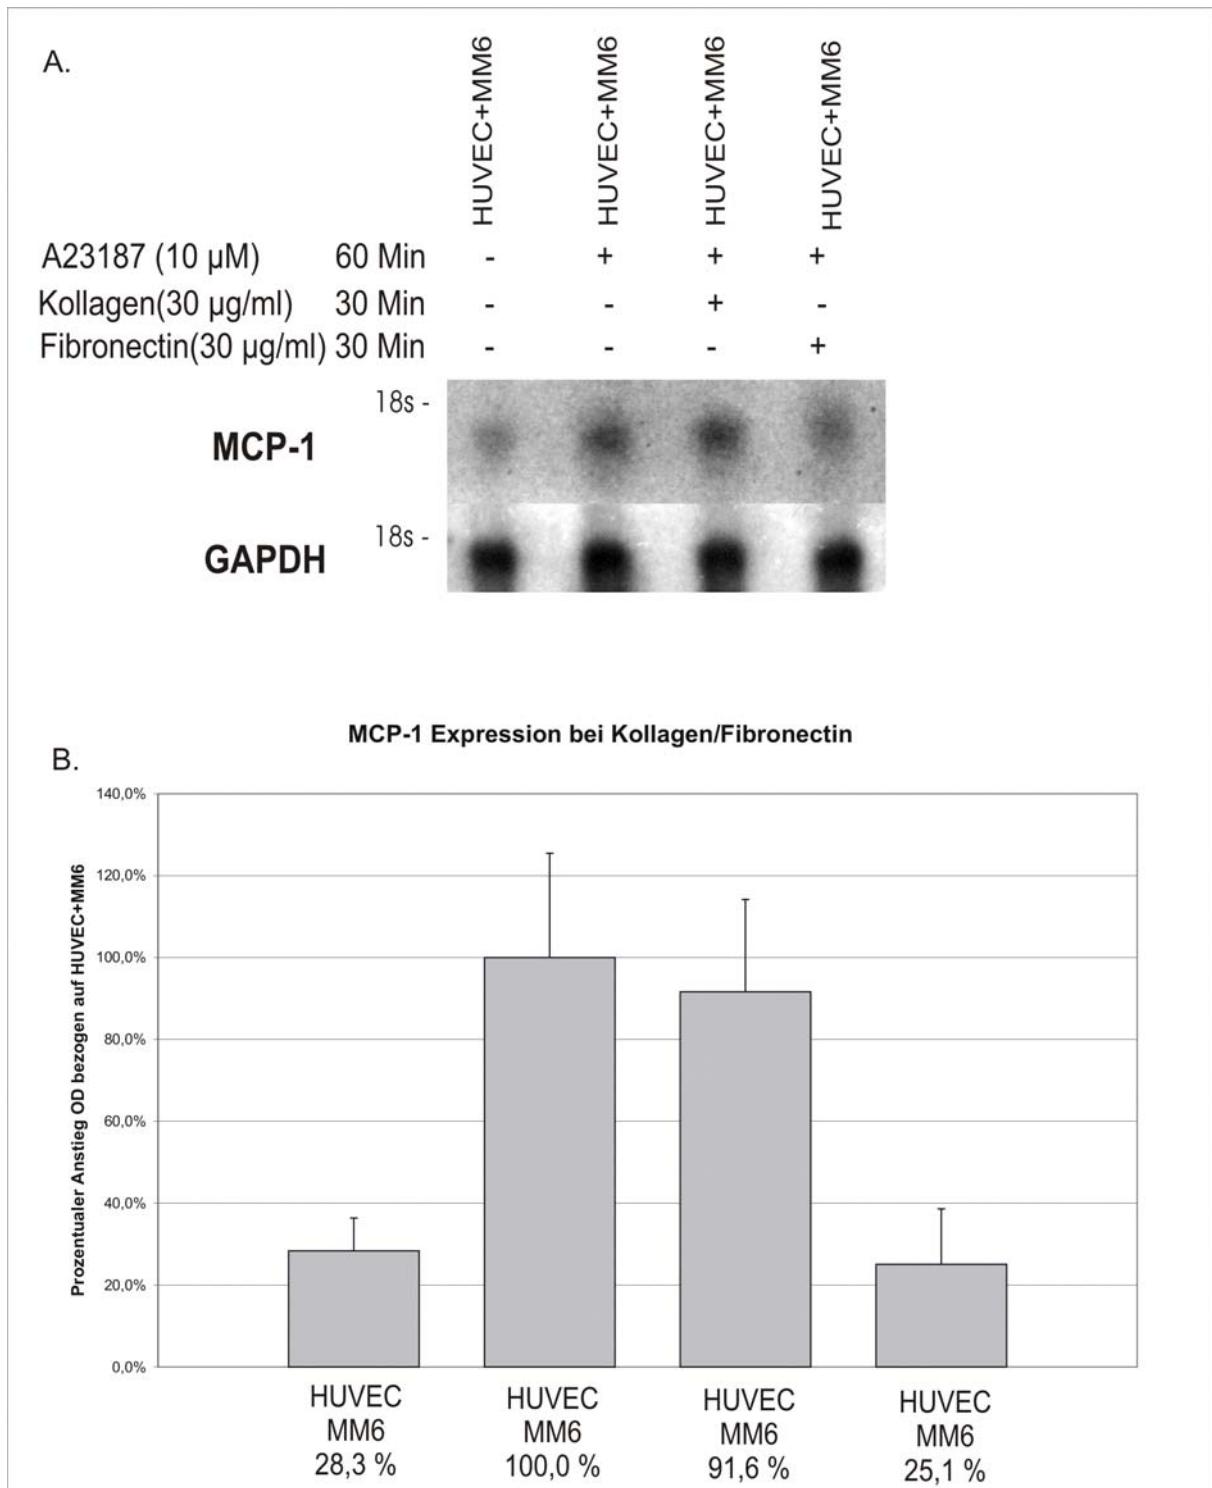 A.
HUVEC+MM6 HUVEC+MM6 HUVEC+MM6 HUVEC+MM6
A23187 (10 µM) 60 Min - + + +
Kollagen(30 µg/ml) 30 Min - - + -
Fibronectin(30 µg/ml) 30 Min - - - +
18s -
MCP-1
18s -
GAPDH
MCP-1 Expression bei Kollagen/Fibronectin
B.
Prozentualer Anstieg OD bezogen auf HUVEC+MM6
140,0%
120,0%
100,0%
80,0%
60,0%
40,0%
20,0%
0,0%
HUVEC HUVEC HUVEC HUVEC
MM6 MM6 MM6 MM6
28,3 % 100,0 % 91,6 % 25,1 %